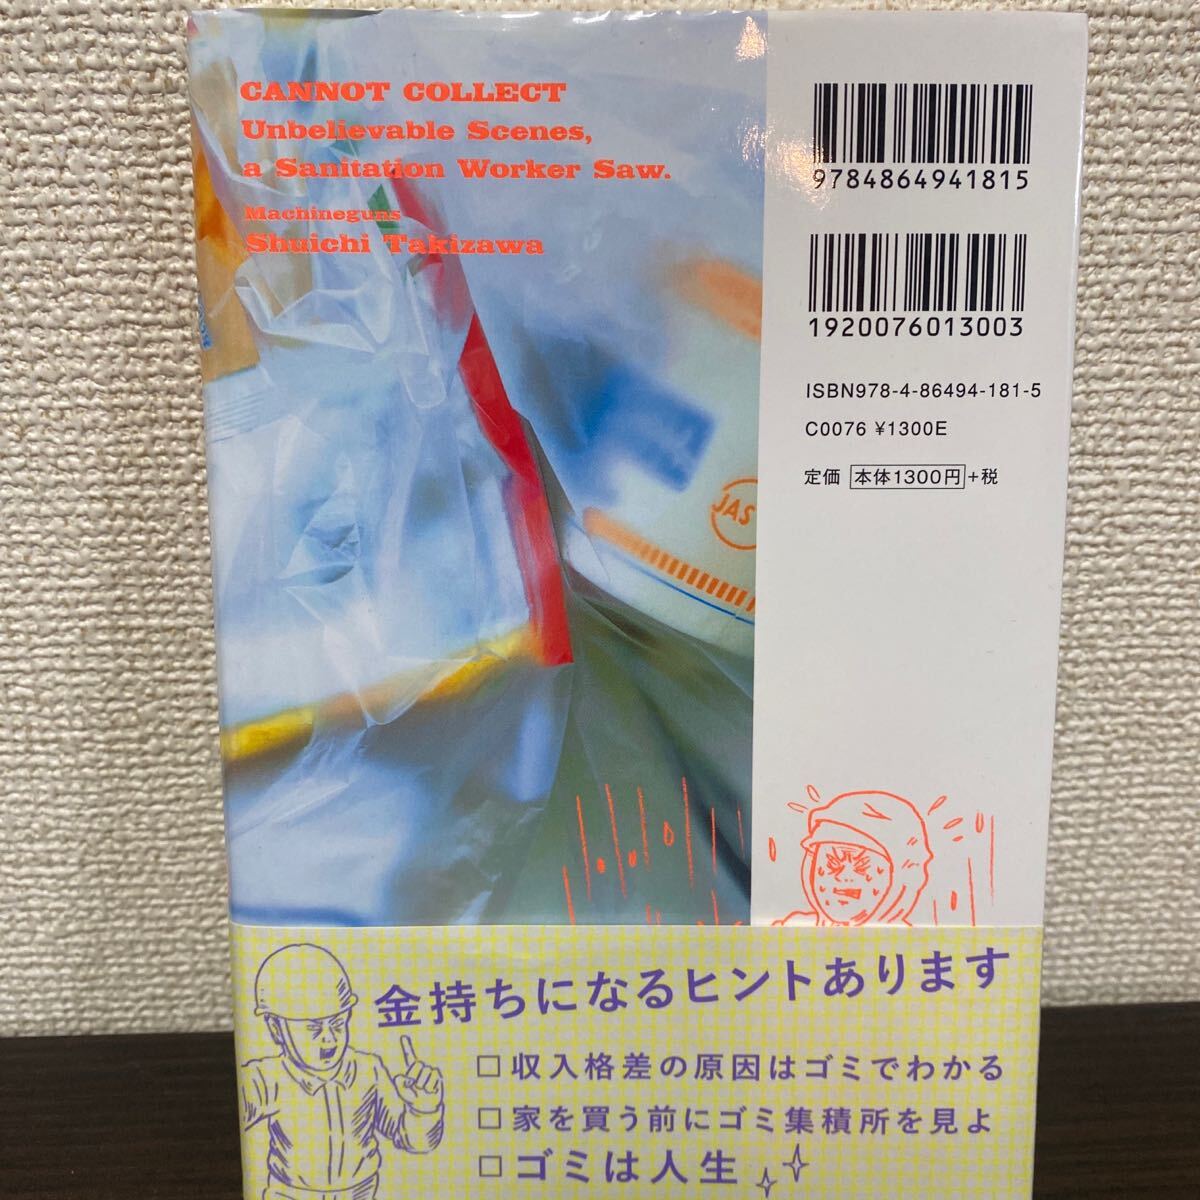 CANNOT COLLECT
Unbelievable Scenes,
a Sanitation Worker Saw.
Machineguns
Shuichi Takizawa
9784864941815
1920076013003
ISBN978-4-86494-181-5
C0076 ¥1300E
定価 本体1300円+税
JAS
金持ちになるヒントあります
□ 収入格差の原因はゴミでわかる
□ 家を買う前にゴミ集積所を見よ
□ ゴミは人生